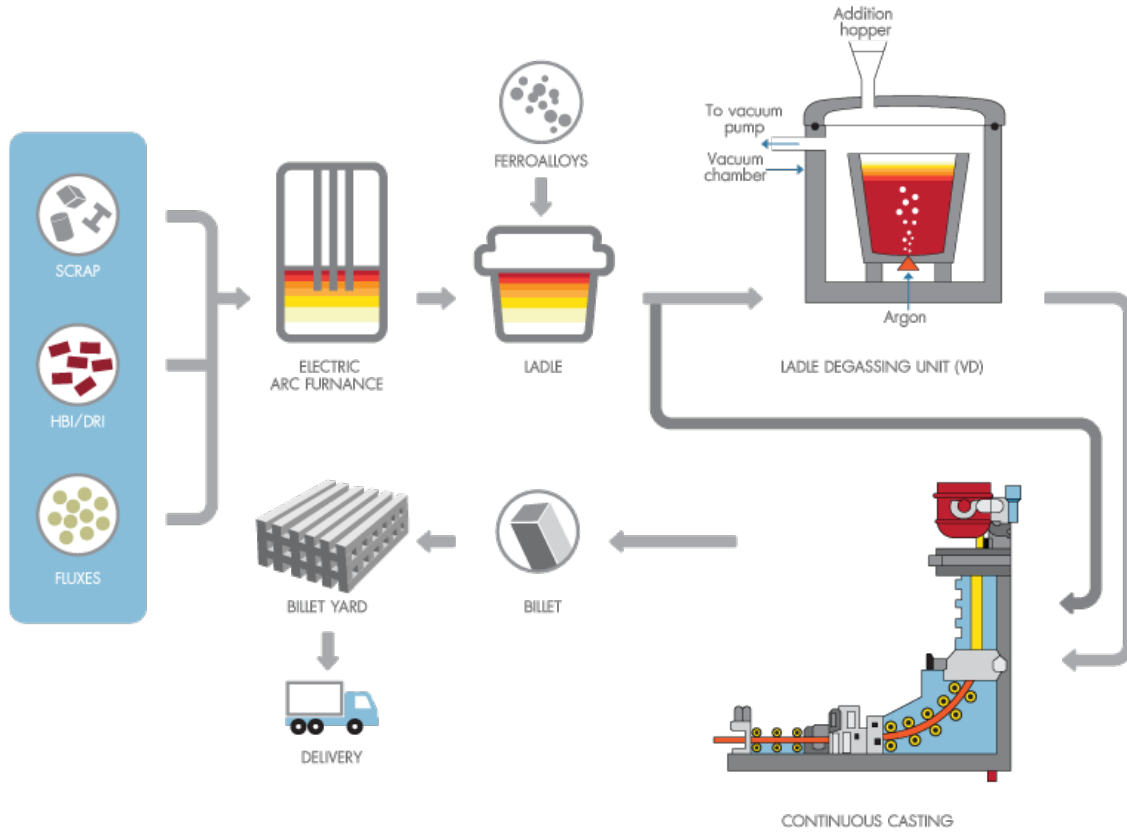 Addition
hopper
To vacuum
pump
Vacuum
chamber
FERROALLOYS
SCRAP
Argon
ELECTRIC
ARC FURNANCE
LADLE
LADLE DEGASSING UNIT (VD)
HBI/DRI
FLUXES
BILLET YARD
BILLET
DELIVERY
CONTINUOUS CASTING